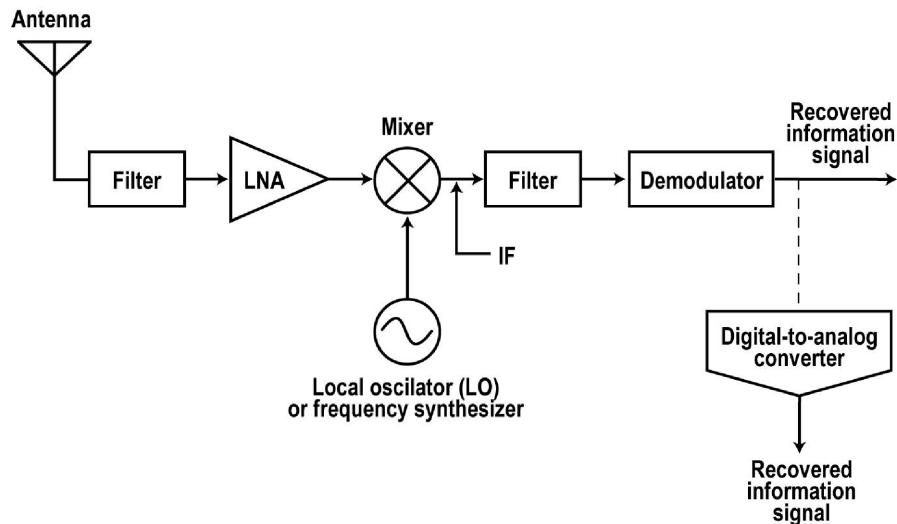 Antenna
Filter
LNA
Mixer
Filter
Demodulator
Recovered
information
signal
IF
Local oscilator (LO)
or frequency synthesizer
Digital-to-analog
converter
Recovered
information
signal